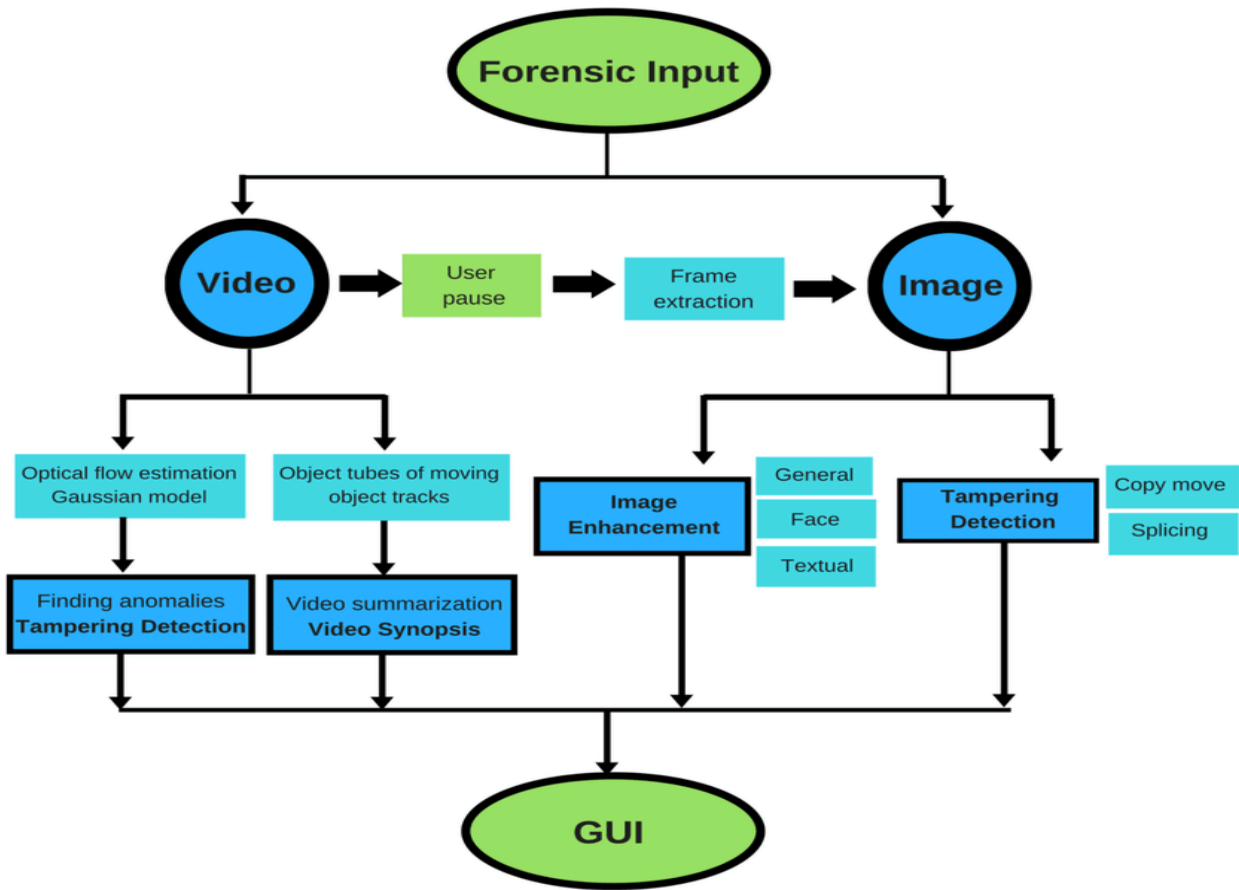 Forensic Input
Video
User
pause
Frame
extraction
Image
Optical flow estimation
Gaussian model
Object tubes of moving
object tracks
Image
Enhancement
General
Face
Textual
Tampering
Detection
Copy move
Splicing
Finding anomalies
Tampering Detection
Video summarization
Video Synopsis
GUI